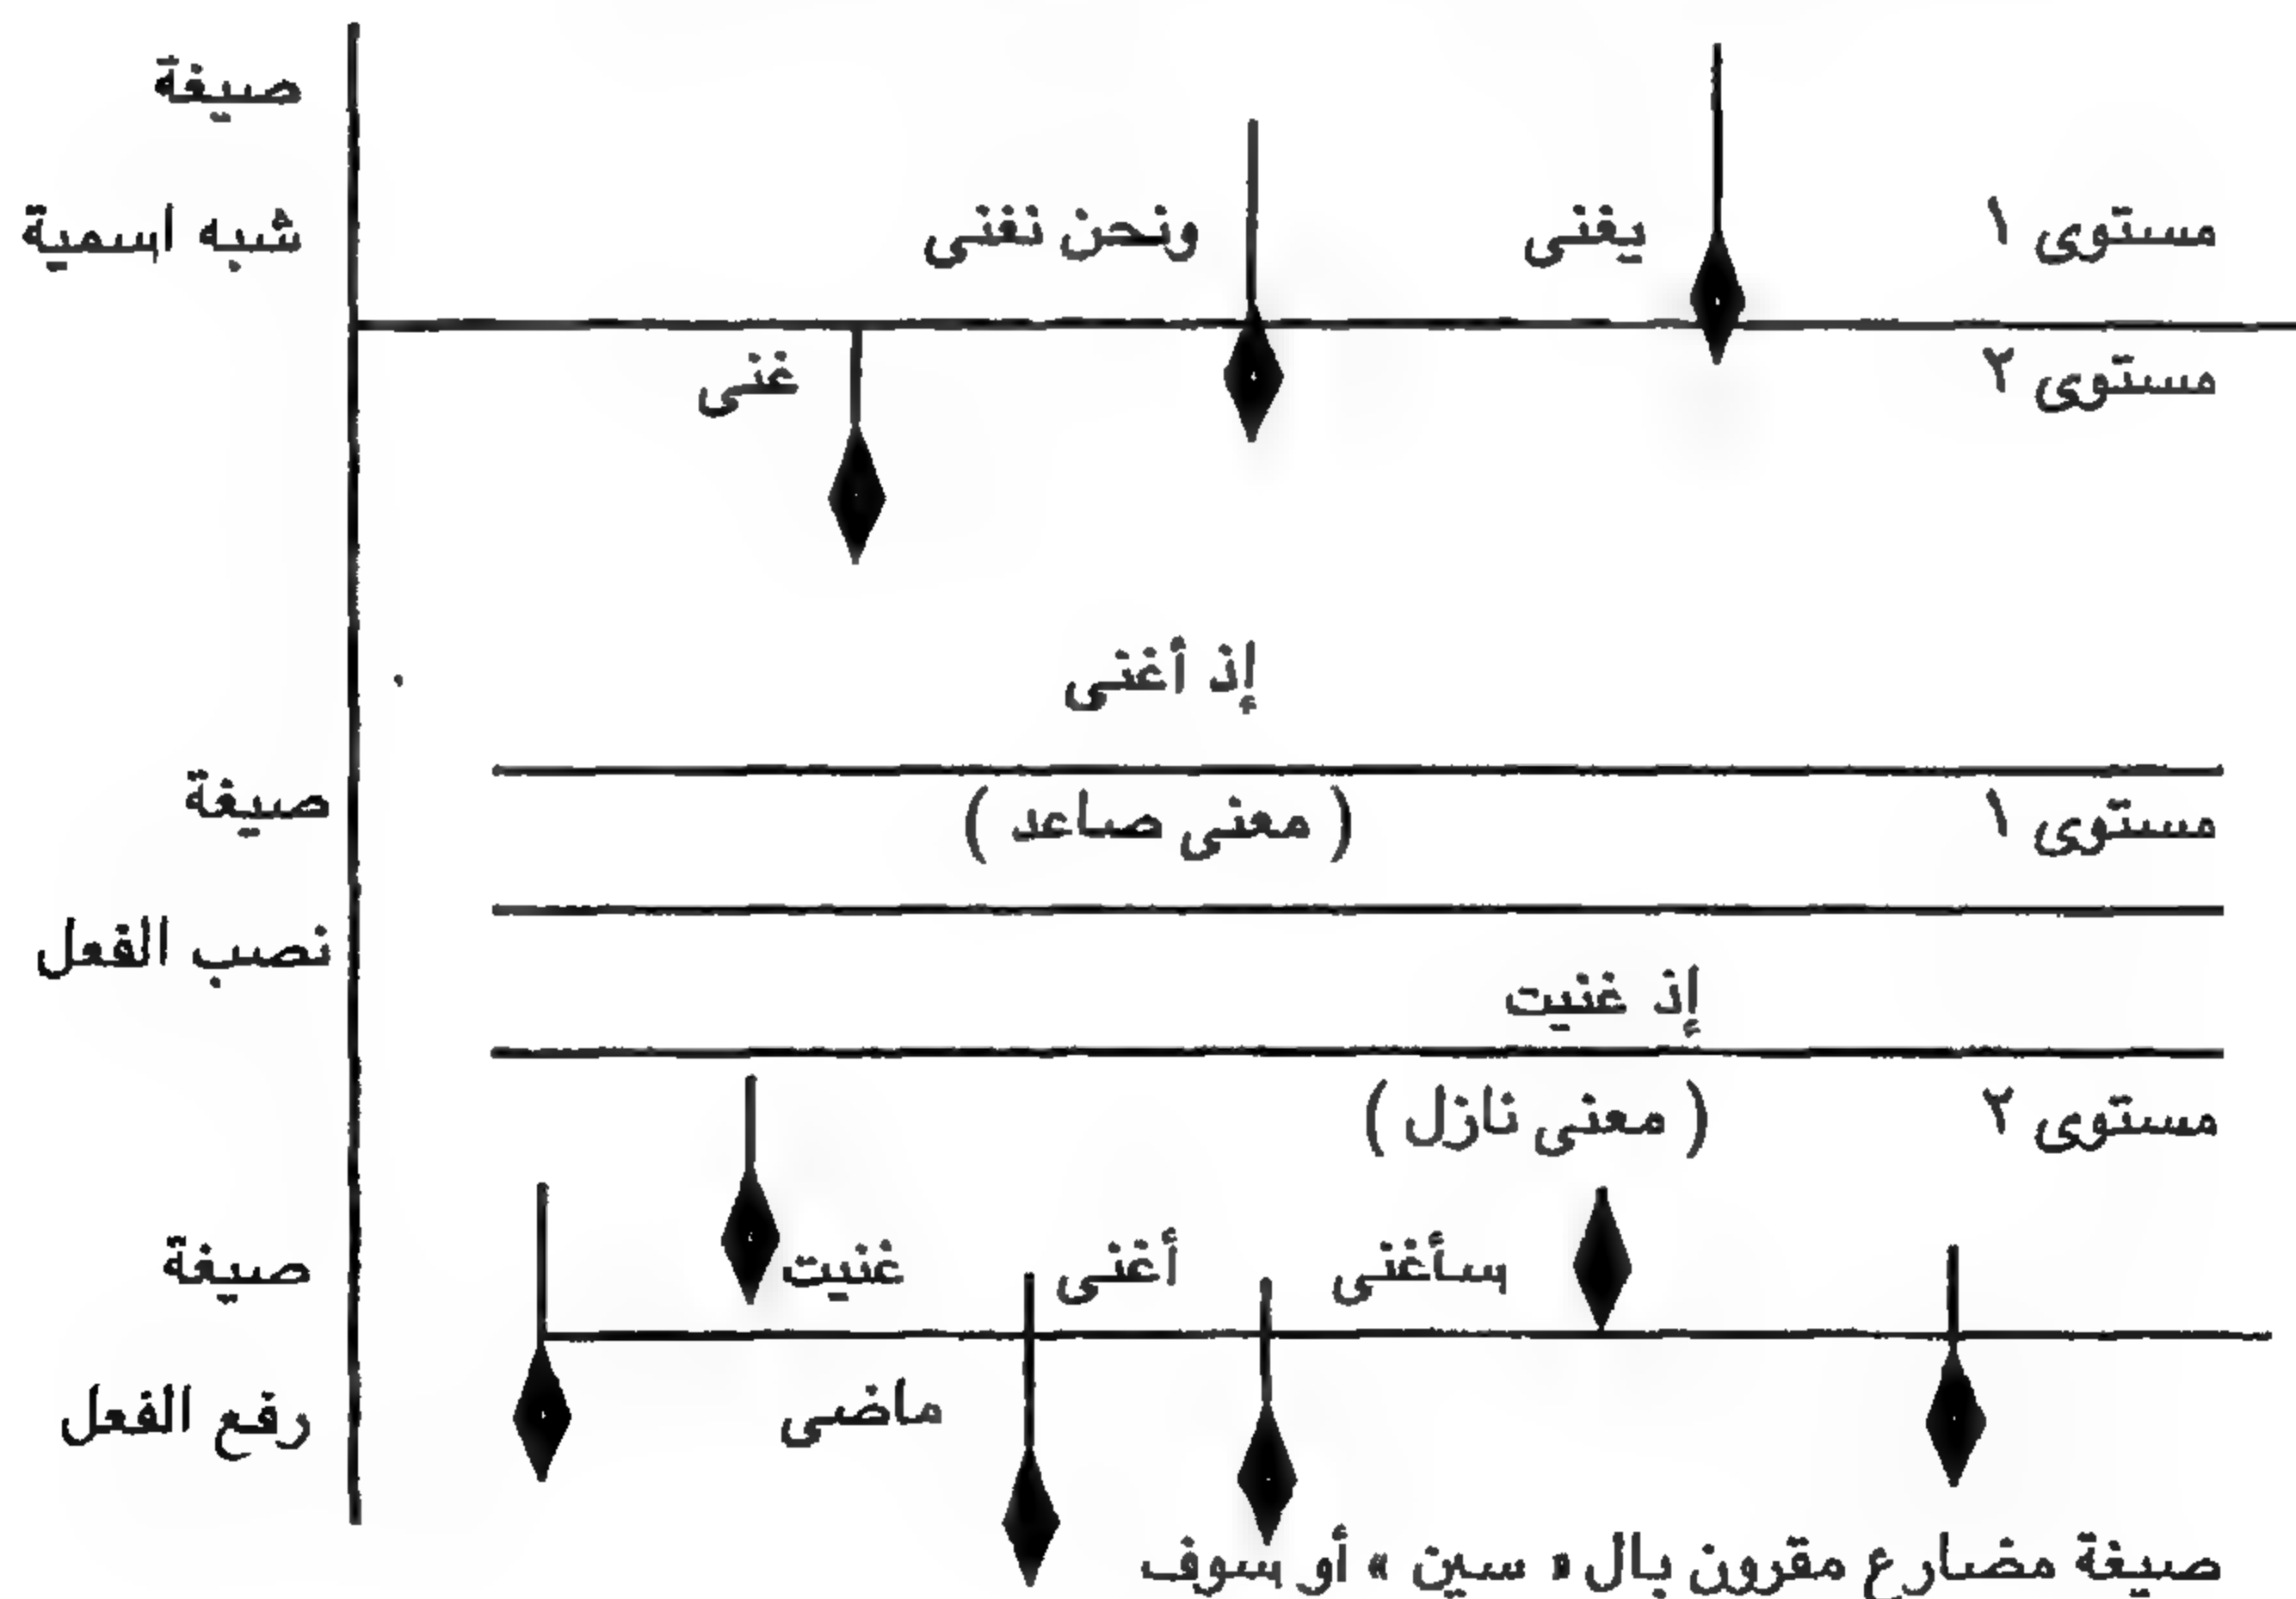 صيغة
مستوى ١ يغنى ونحن نغنى شبه اسمية
مستوى ٢ غنى
إذ أغنى
مستوى ١ ( معنى صاعد ) صيغة
نصب الفعل
إذ غنيت
مستوى ٢ ( معنى نازل )
سأغنى أغنى غنيت صيغة
ماضى رفع الفعل
صيغة مضارع مقرون بال « سين » أو سوف